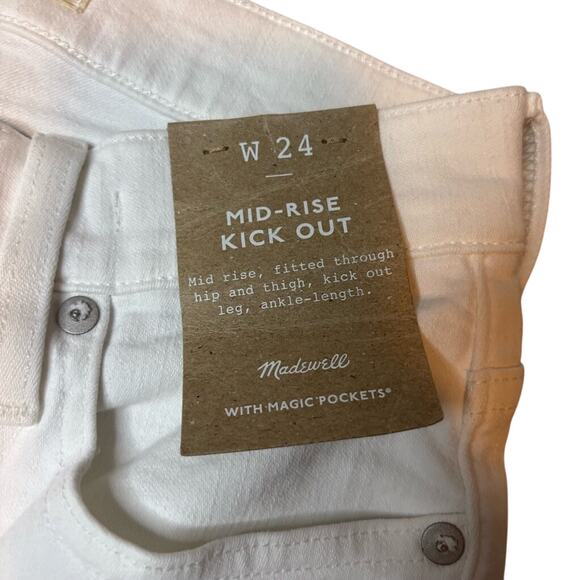 W 24
MID-RISE
KICK OUT
Mid rise, fitted through
hip and thigh, kick out
leg, ankle-length.
Madewell
WITH MAGIC POCKETS®